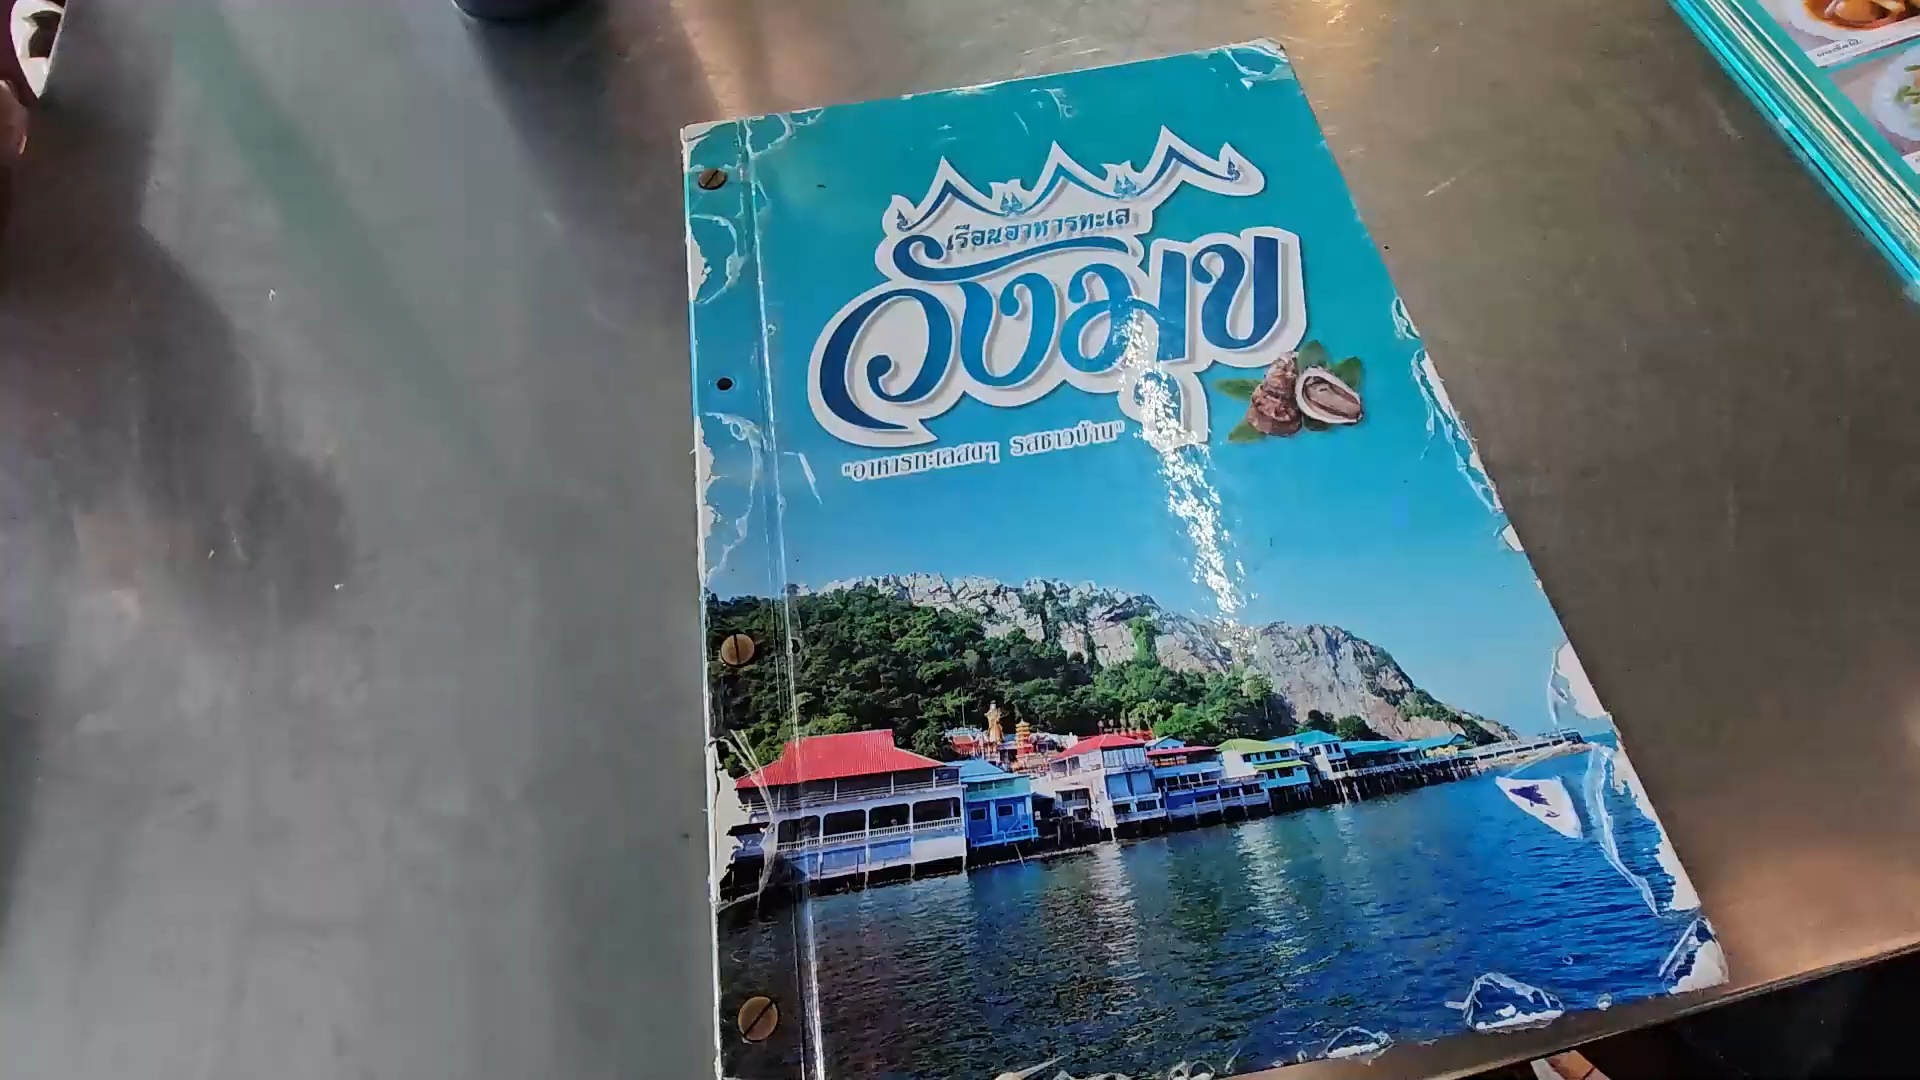 เรือนอาหารทะเล
วังมุข
"อาหารทะเลสดๆ รสชาวบ้าน"